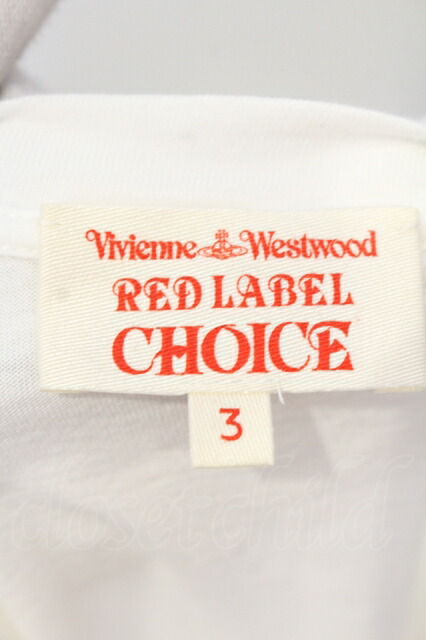 Vivienne Westwood
RED LABEL
CHOICE
3
closet child